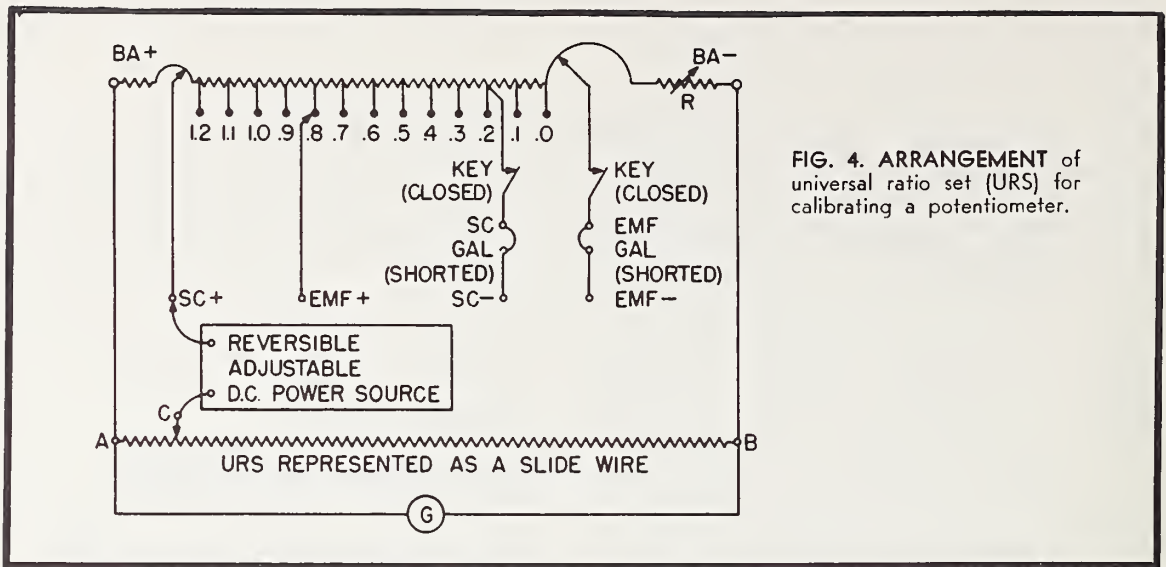 BA+
BA−
R
1.2 1.1 1.0 .9 .8 .7 .6 .5 .4 .3 .2 .1 .0
KEY
(CLOSED)
SC
GAL
(SHORTED)
SC−
KEY
(CLOSED)
EMF
GAL
(SHORTED)
EMF−
SC+
EMF+
REVERSIBLE
ADJUSTABLE
D.C. POWER SOURCE
C
A
B
URS REPRESENTED AS A SLIDE WIRE
G
FIG. 4. ARRANGEMENT of
universal ratio set (URS) for
calibrating a potentiometer.